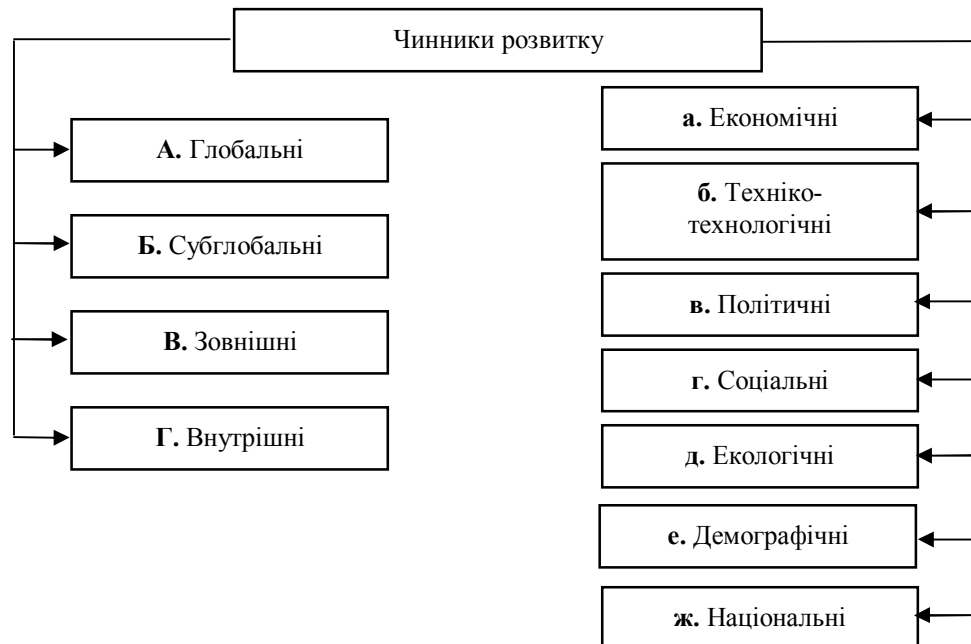 Чинники розвитку
А. Глобальні
Б. Субглобальні
В. Зовнішні
Г. Внутрішні
а. Економічні
б. Техніко-
технологічні
в. Політичні
г. Соціальні
д. Екологічні
е. Демографічні
ж. Національні